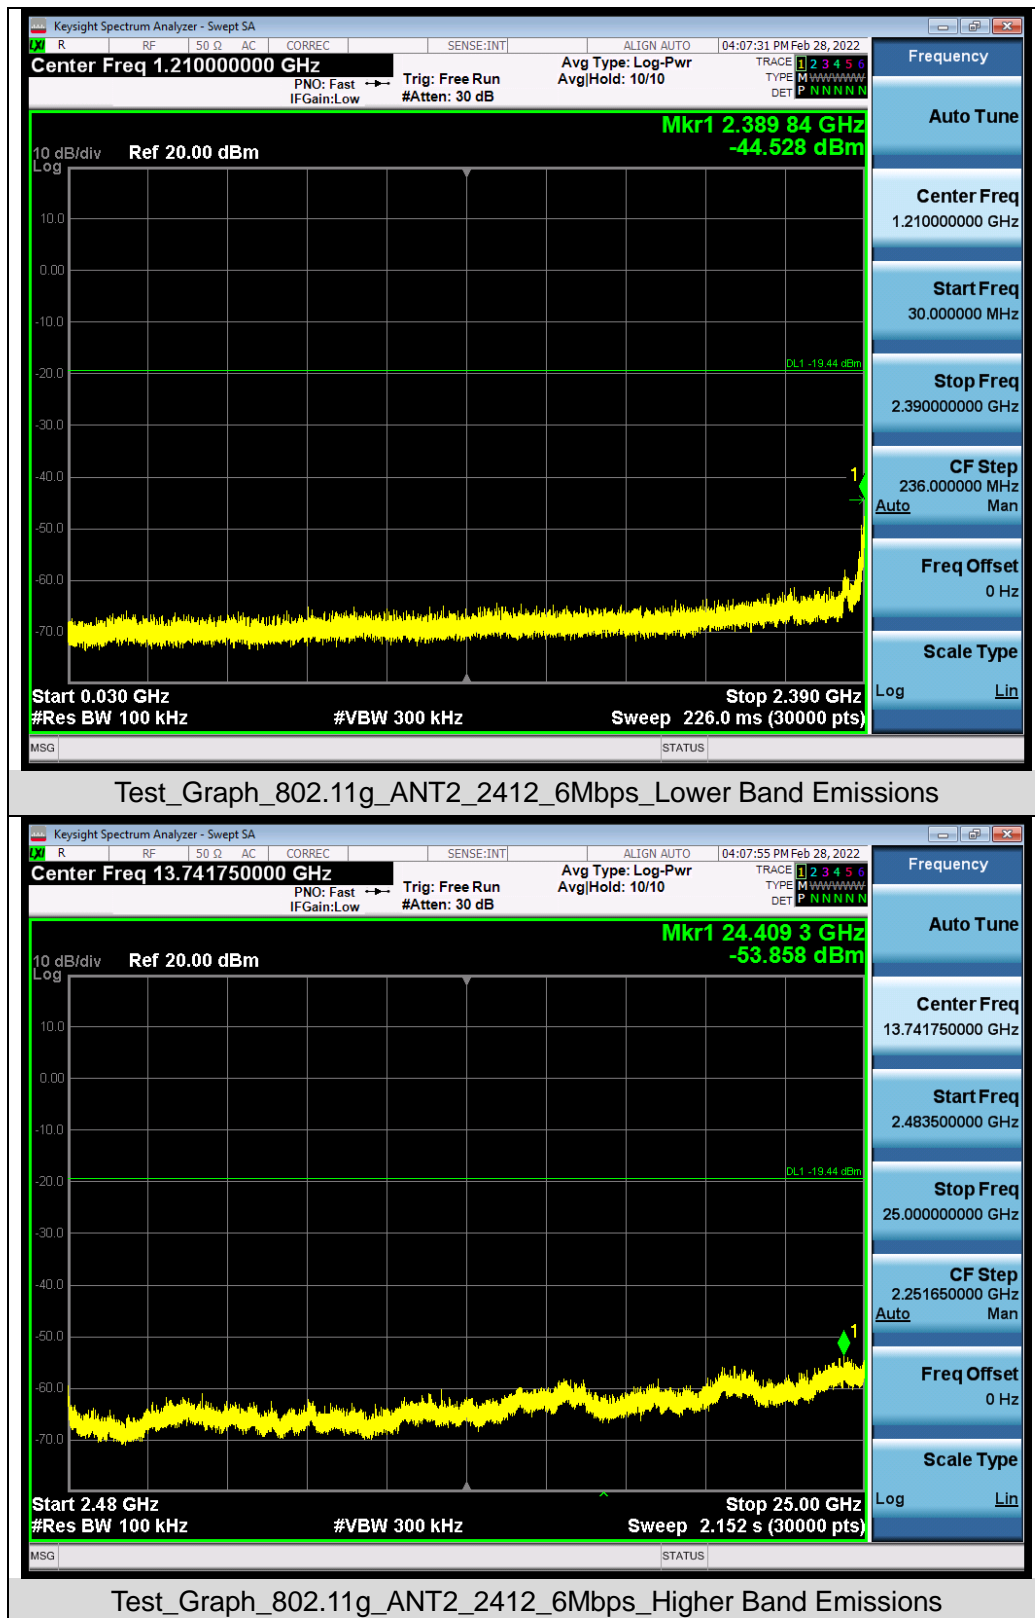 Keysight Spectrum Analyzer - Swept SA
LXI R RF 50 Ω AC CORREC SENSE:INT ALIGN AUTO 04:07:31 PM Feb 28, 2022
Center Freq 1.210000000 GHz
PNO: Fast
IFGain:Low
Trig: Free Run
#Atten: 30 dB
Avg Type: Log-Pwr
Avg|Hold: 10/10
TRACE 1 2 3 4 5 6
TYPE M WWWWW
DET P N N N N N
Mkr1 2.389 84 GHz
-44.528 dBm
10 dB/div Ref 20.00 dBm
Log
10.0
0.00
-10.0
DL1 -19.44 dBm
-20.0
-30.0
-40.0
1
-50.0
-60.0
-70.0
Start 0.030 GHz Stop 2.390 GHz
#Res BW 100 kHz #VBW 300 kHz Sweep 226.0 ms (30000 pts)
MSG STATUS
Frequency
Auto Tune
Center Freq
1.210000000 GHz
Start Freq
30.000000 MHz
Stop Freq
2.390000000 GHz
CF Step
236.000000 MHz
Auto Man
Freq Offset
0 Hz
Scale Type
Log Lin
Test_Graph_802.11g_ANT2_2412_6Mbps_Lower Band Emissions
Keysight Spectrum Analyzer - Swept SA
LXI R RF 50 Ω AC CORREC SENSE:INT ALIGN AUTO 04:07:55 PM Feb 28, 2022
Center Freq 13.741750000 GHz
PNO: Fast
IFGain:Low
Trig: Free Run
#Atten: 30 dB
Avg Type: Log-Pwr
Avg|Hold: 10/10
TRACE 1 2 3 4 5 6
TYPE M WWWWW
DET P N N N N N
Mkr1 24.409 3 GHz
-53.858 dBm
10 dB/div Ref 20.00 dBm
Log
10.0
0.00
-10.0
DL1 -19.44 dBm
-20.0
-30.0
-40.0
-50.0
1
-60.0
-70.0
Start 2.48 GHz Stop 25.00 GHz
#Res BW 100 kHz #VBW 300 kHz Sweep 2.152 s (30000 pts)
MSG STATUS
Frequency
Auto Tune
Center Freq
13.741750000 GHz
Start Freq
2.483500000 GHz
Stop Freq
25.000000000 GHz
CF Step
2.251650000 GHz
Auto Man
Freq Offset
0 Hz
Scale Type
Log Lin
Test_Graph_802.11g_ANT2_2412_6Mbps_Higher Band Emissions